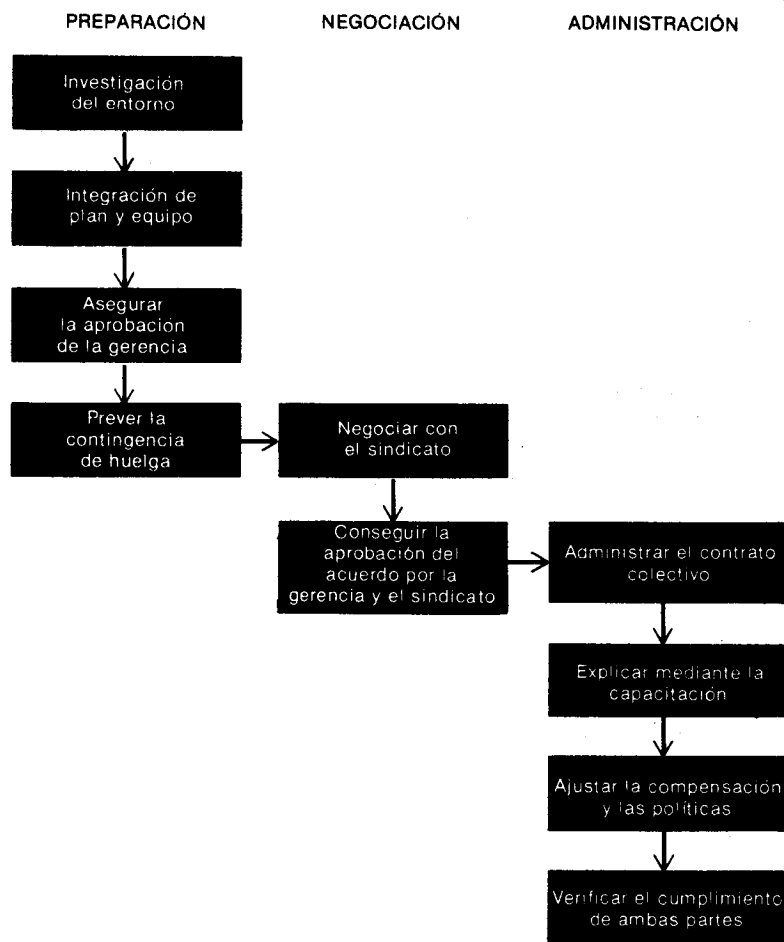 PREPARACIÓN
NEGOCIACIÓN
ADMINISTRACIÓN
Investigación
del entorno
Integración de
plan y equipo
Asegurar
la aprobación
de la gerencia
Prever la
contingencia
de huelga
Negociar con
el sindicato
Conseguir la
aprobación del
acuerdo por la
gerencia y el sindicato
Administrar el contrato
colectivo
Explicar mediante la
capacitación
Ajustar la compensación
y las políticas
Verificar el cumplimiento
de ambas partes